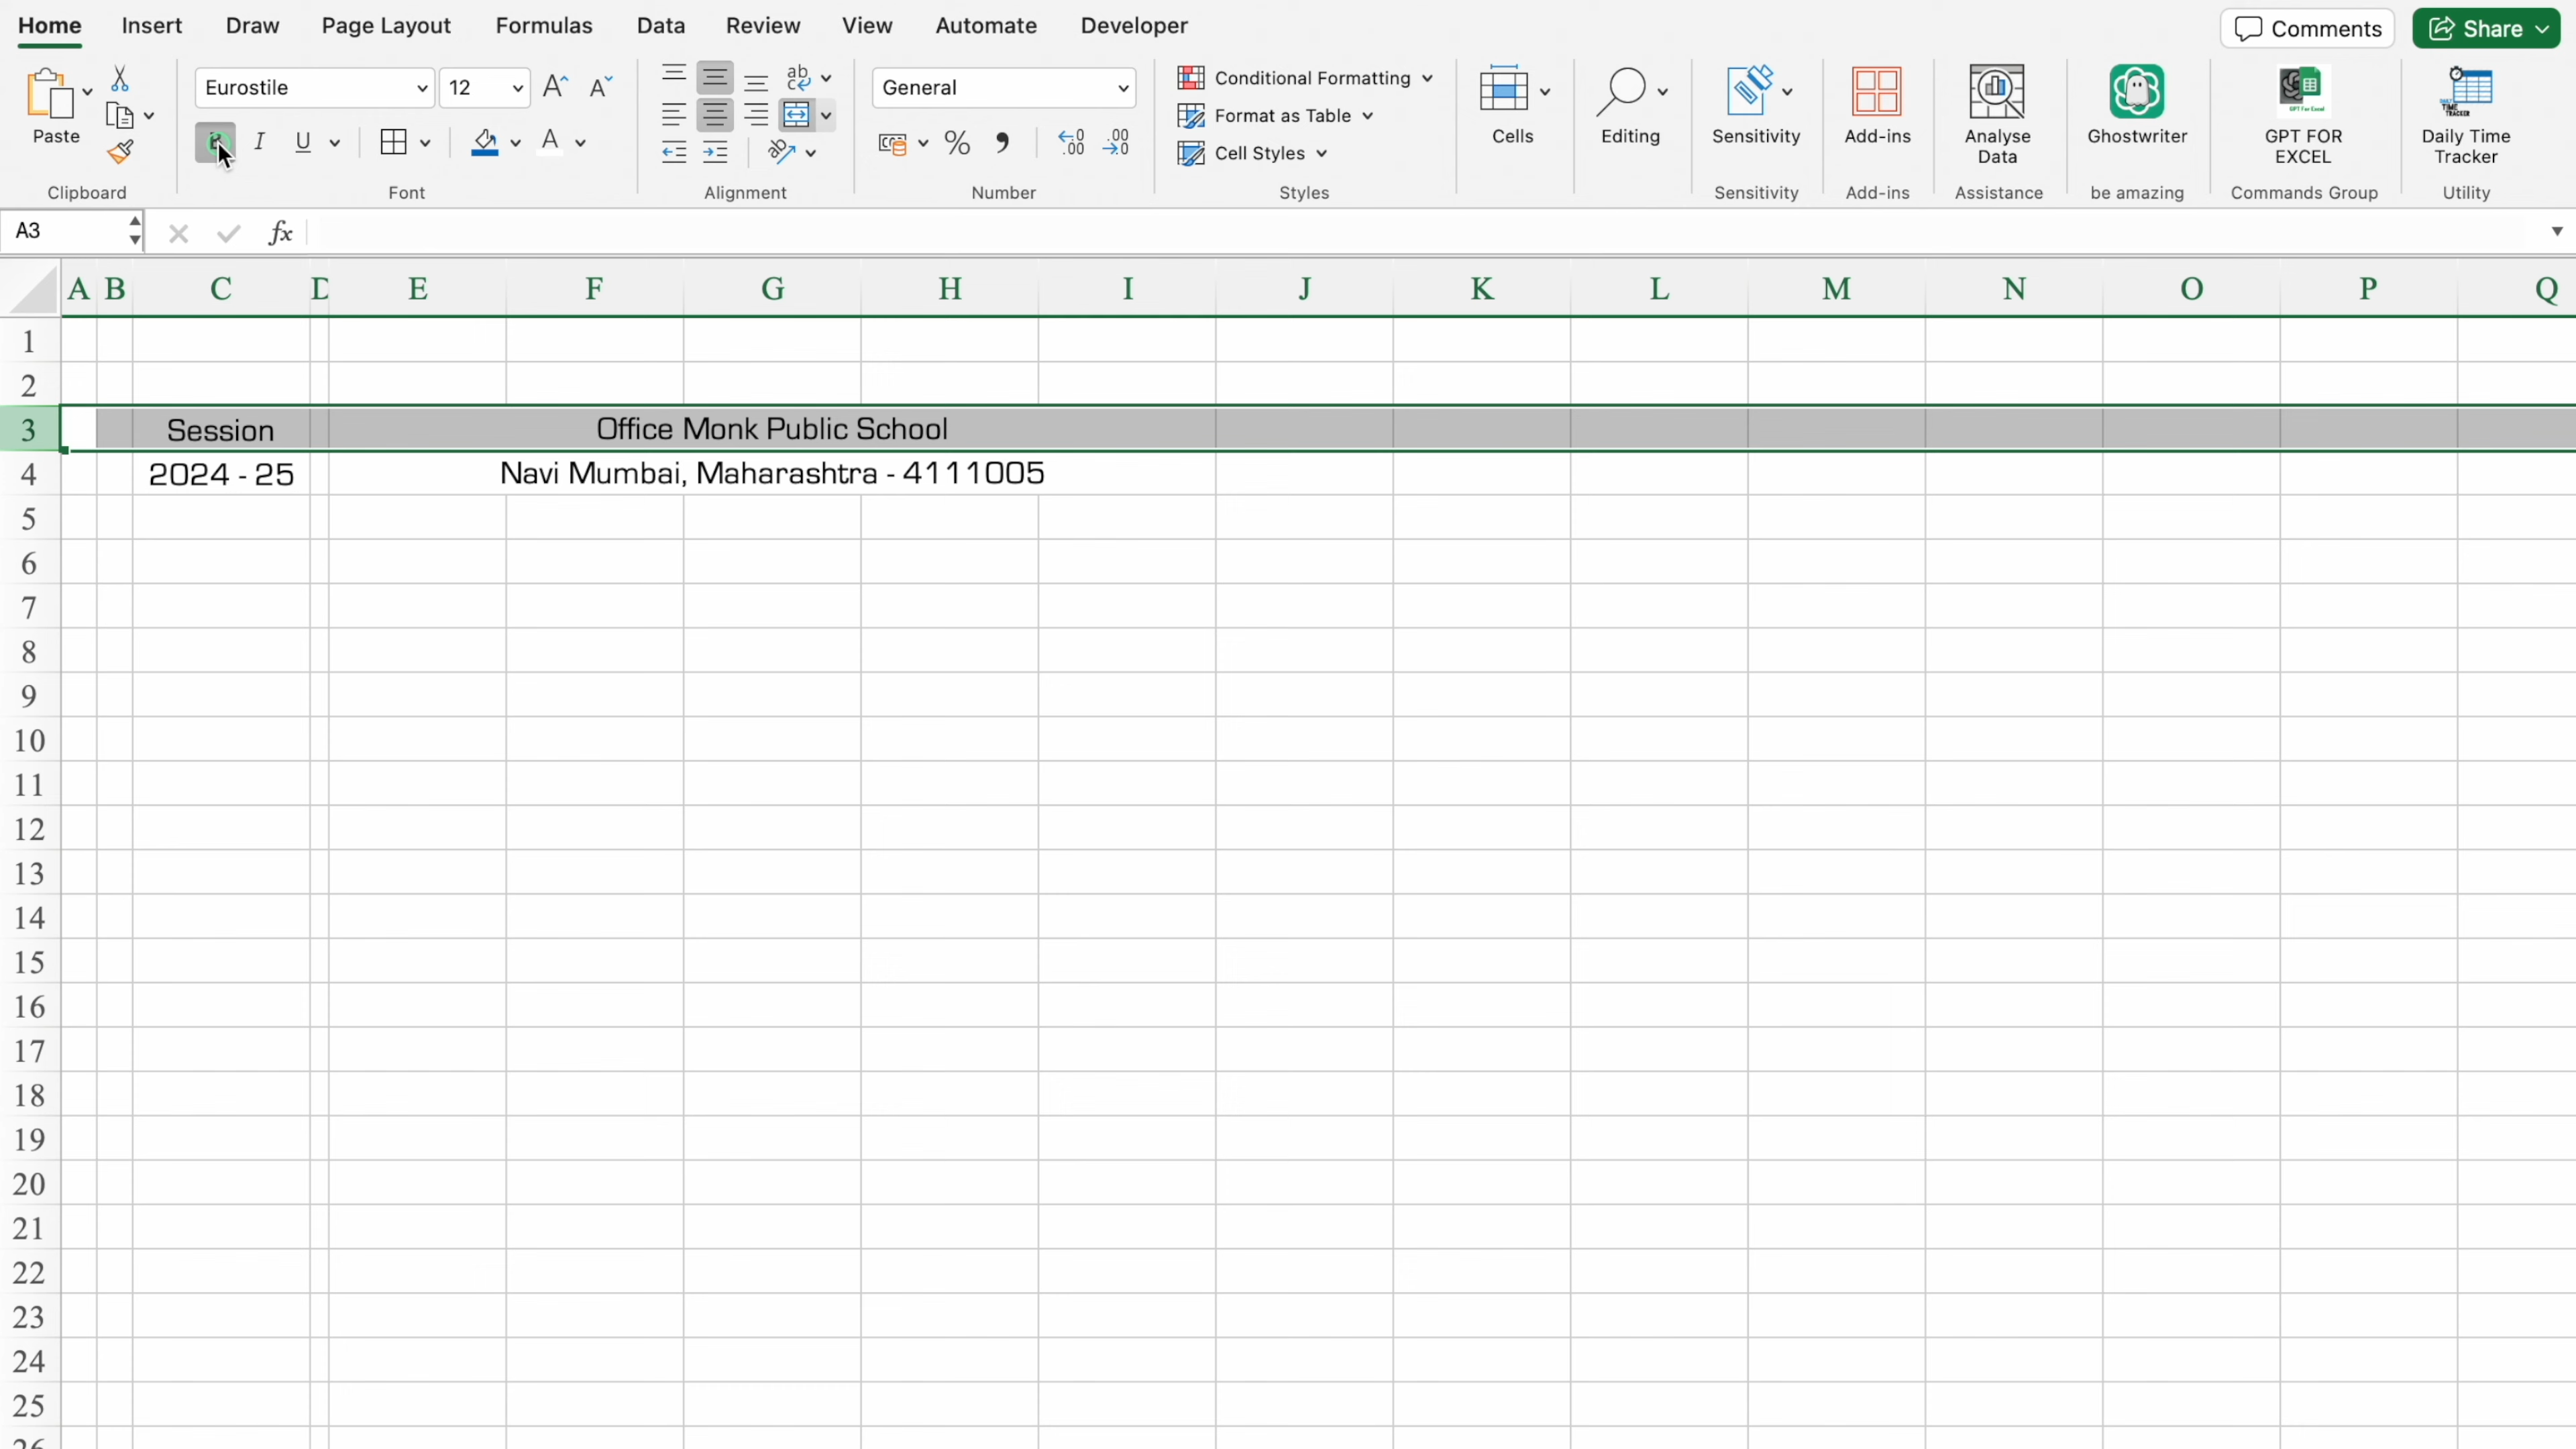 Home Insert Draw Page Layout Formulas Data Review View Automate Developer Comments Share
Paste
Eurostile 12
General
Conditional Formatting
Format as Table
Cell Styles
Cells
Editing
Sensitivity
Add-ins
Analyse
Data
Ghostwriter
GPT FOR
EXCEL
Daily Time
Tracker
Clipboard Font Alignment Number Styles Sensitivity Add-ins Assistance be amazing Commands Group Utility
A3 fx
A B C D E F G H I J K L M N O P Q
1
2
3 Session Office Monk Public School
4 2024 - 25 Navi Mumbai, Maharashtra - 4111005
5
6
7
8
9
10
11
12
13
14
15
16
17
18
19
20
21
22
23
24
25
26